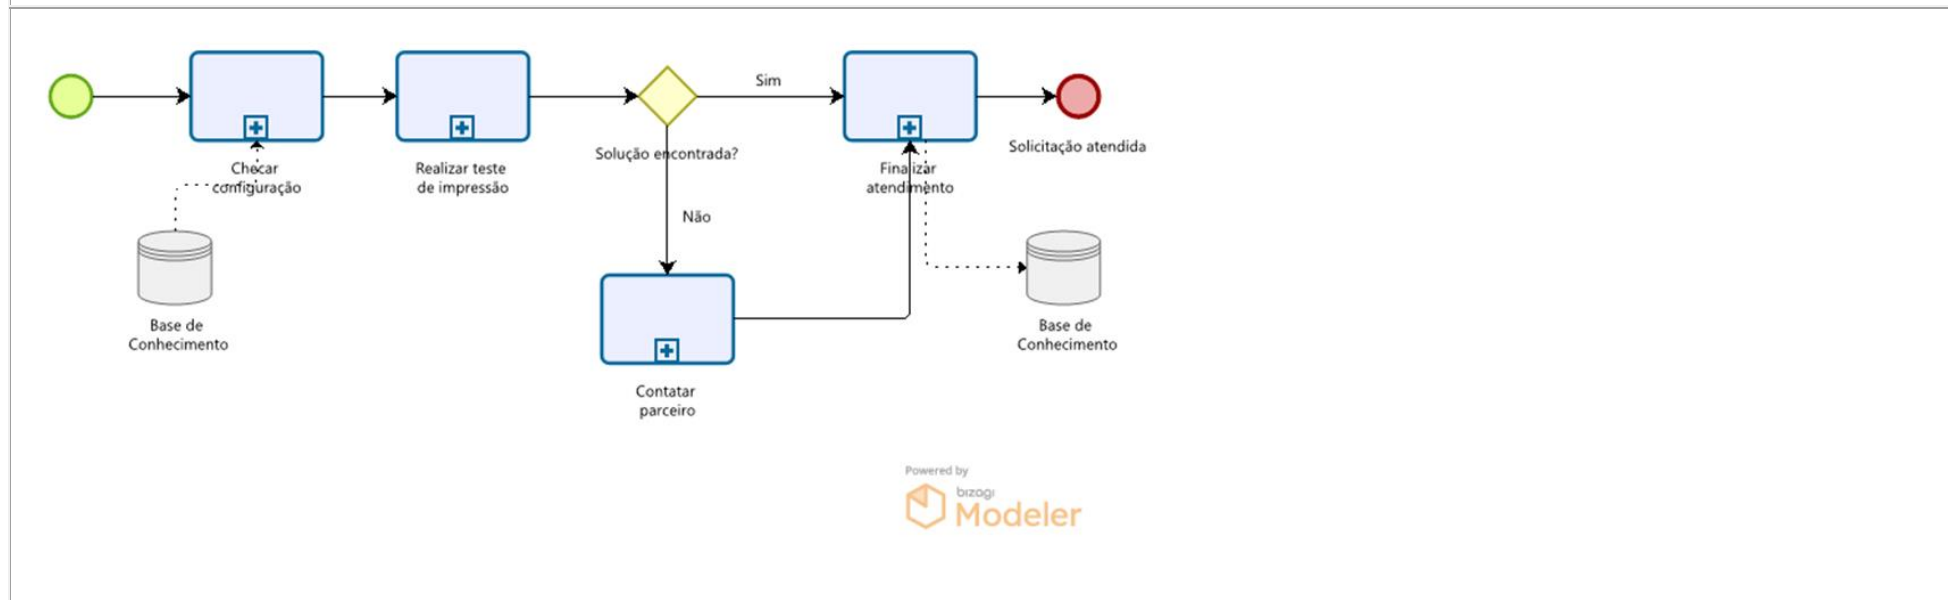 Sim
Solicitação atendida
Solução encontrada?
Checar
configuração
Realizar teste
de impressão
Finalizar
atendimento
Não
Base de
Conhecimento
Base de
Conhecimento
Contatar
parceiro
Powered by
bizagi
Modeler